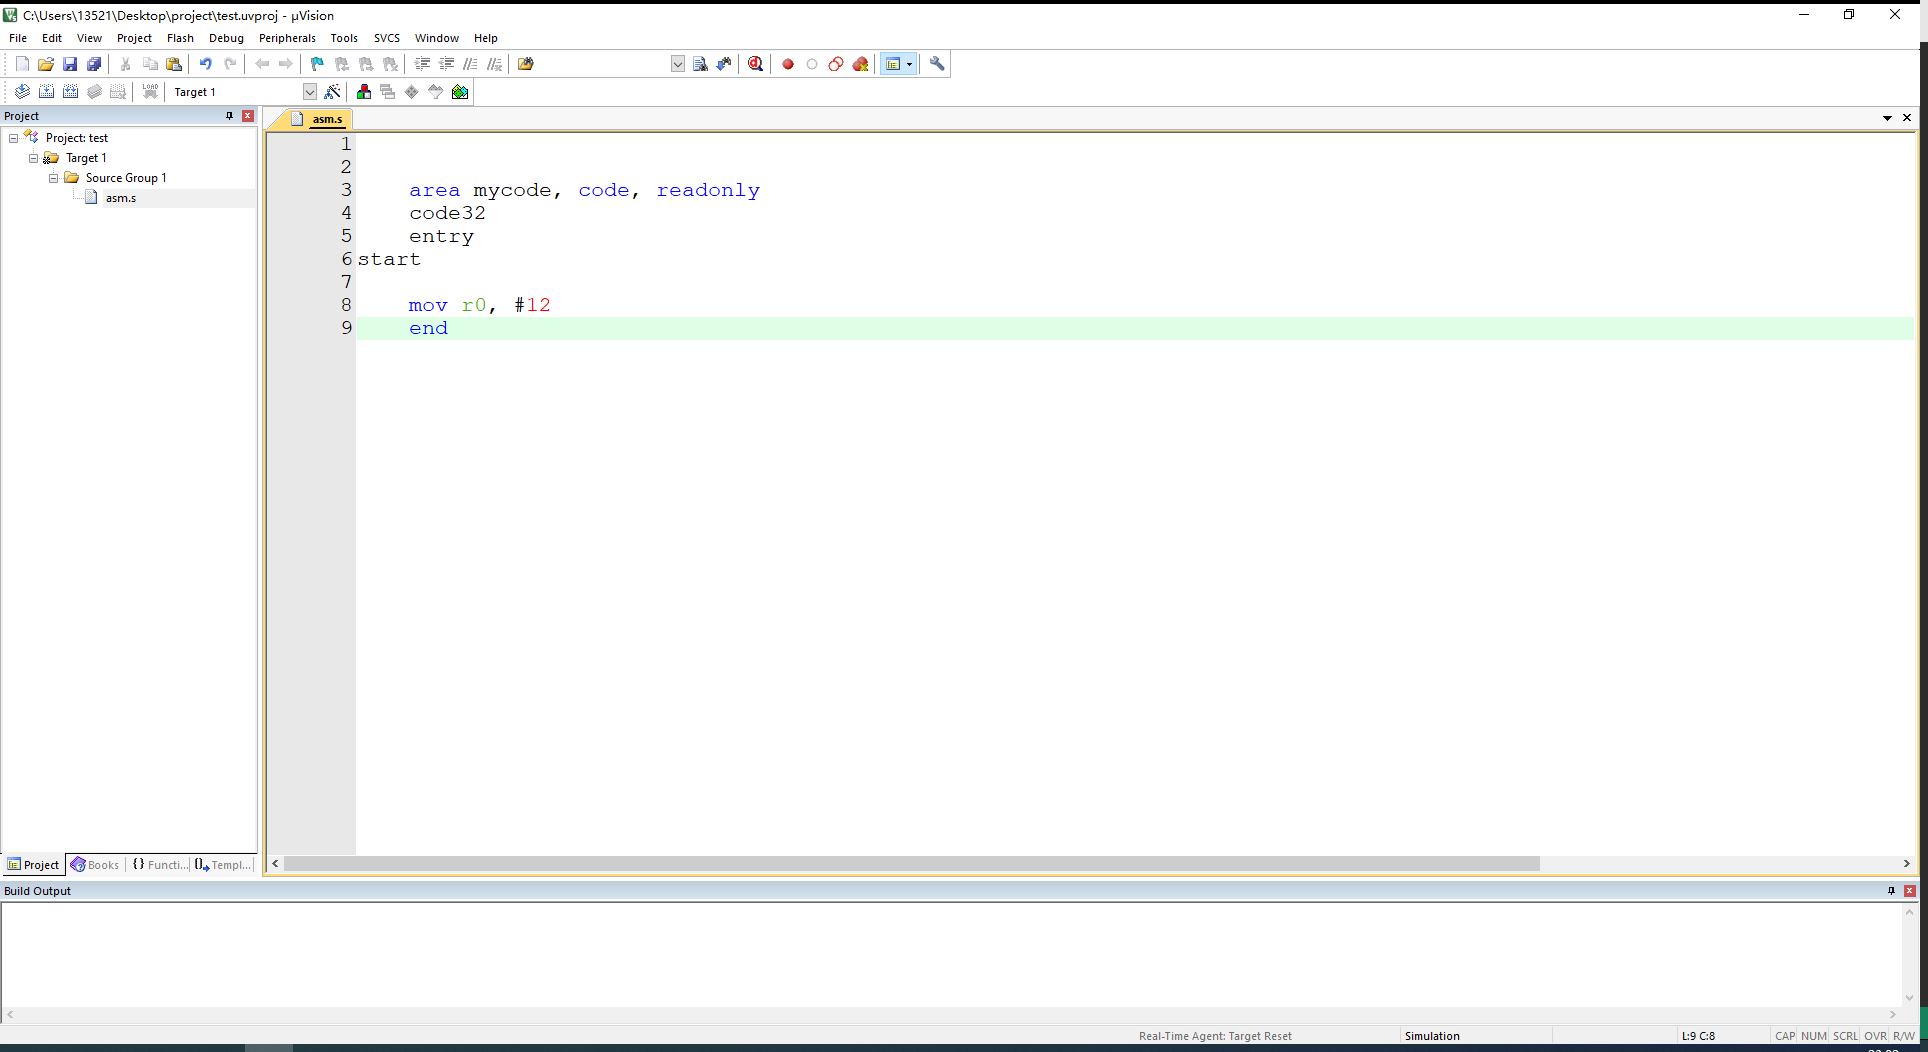 C:\Users\13521\Desktop\project\test.uvproj - µVision
File Edit View Project Flash Debug Peripherals Tools SVCS Window Help
LOAD Target 1
Project
Project: test
Target 1
Source Group 1
asm.s
asm.s
1
2
3 area mycode, code, readonly
4 code32
5 entry
6 start
7
8 mov r0, #12
9 end
Project Books {} Functi... Templ...
Build Output
Real-Time Agent: Target Reset Simulation L:9 C:8 CAP NUM SCRL OVR R/W